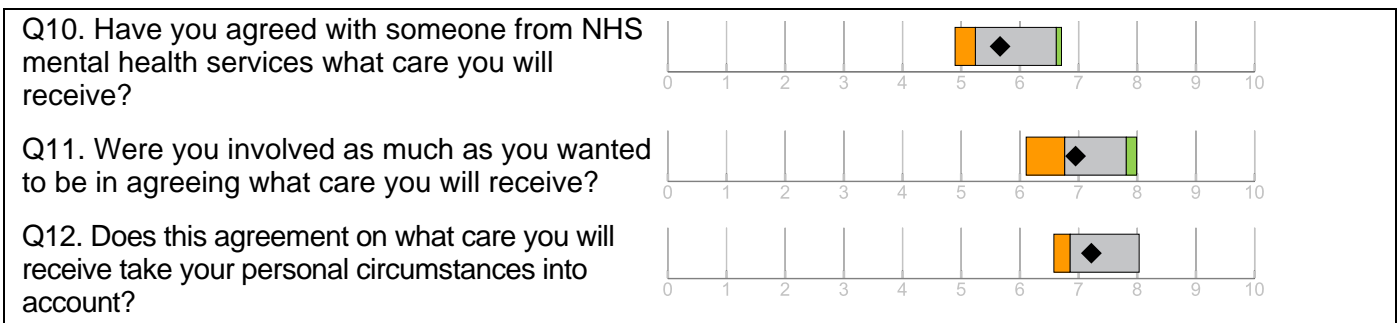 Q10. Have you agreed with someone from NHS
mental health services what care you will
receive?
0 1 2 3 4 5 6 7 8 9 10
Q11. Were you involved as much as you wanted
to be in agreeing what care you will receive?
0 1 2 3 4 5 6 7 8 9 10
Q12. Does this agreement on what care you will
receive take your personal circumstances into
account?
0 1 2 3 4 5 6 7 8 9 10